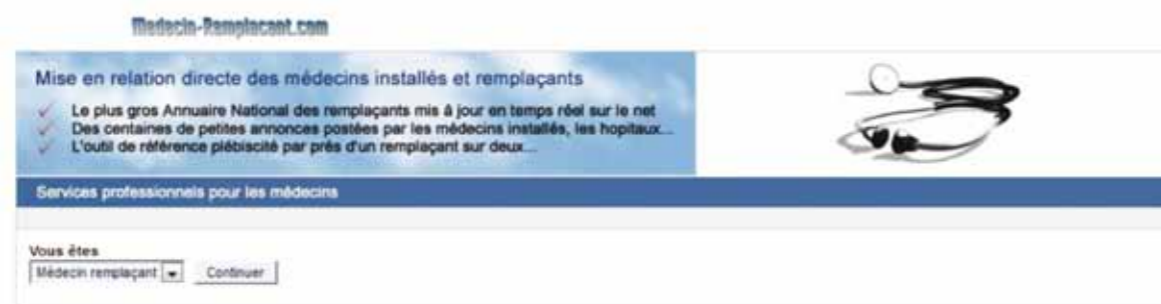 Medecin-Remplacant.com
Mise en relation directe des médecins installés et remplaçants
Le plus gros Annuaire National des remplaçants mis à jour en temps réel sur le net
Des centaines de petites annonces postées par les médecins installés, les hopitaux...
L'outil de référence plébiscité par près d'un remplaçant sur deux...
Services professionnels pour les médecins
Vous êtes
Médecin remplaçant Continuer